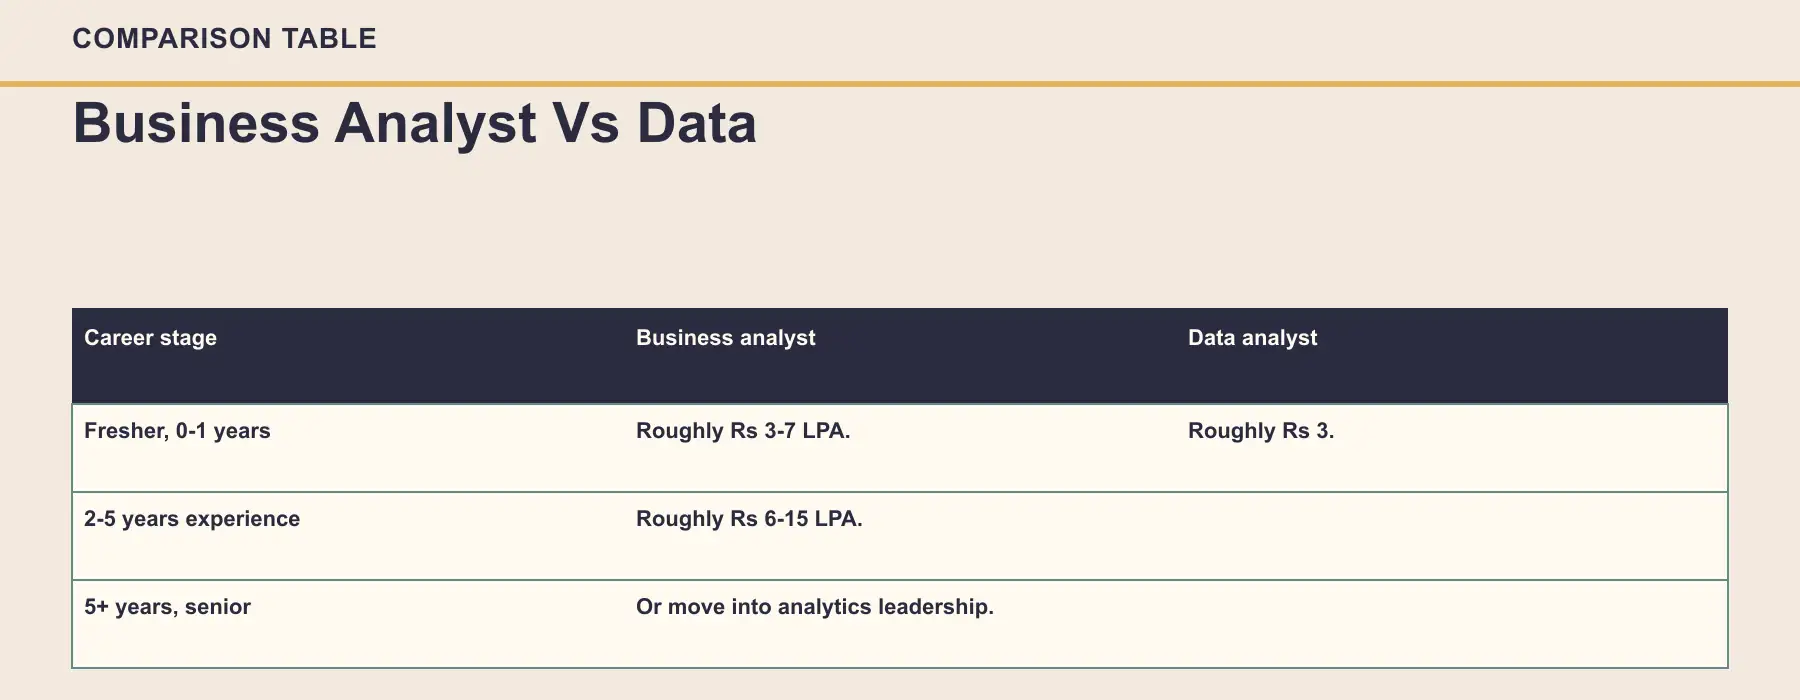 COMPARISON TABLE
Business Analyst Vs Data
Career stage Business analyst Data analyst
Fresher, 0-1 years Roughly Rs 3-7 LPA. Roughly Rs 3.
2-5 years experience Roughly Rs 6-15 LPA.
5+ years, senior Or move into analytics leadership.